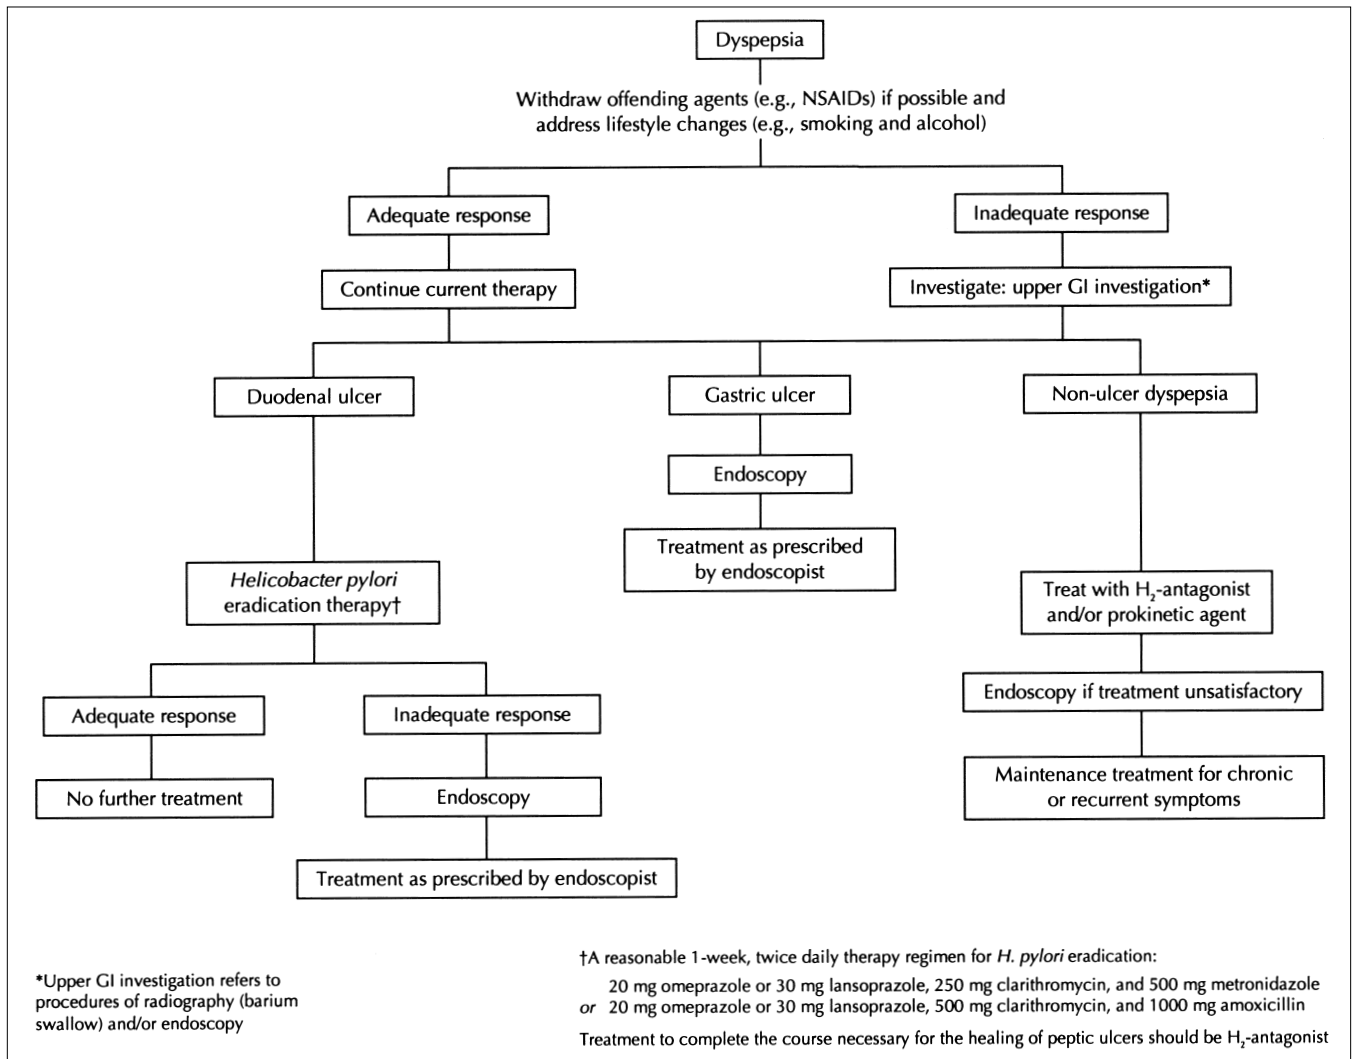 Dyspepsia
Withdraw offending agents (e.g., NSAIDs) if possible and
address lifestyle changes (e.g., smoking and alcohol)
Adequate response
Inadequate response
Continue current therapy
Investigate: upper GI investigation*
Duodenal ulcer
Gastric ulcer
Non-ulcer dyspepsia
Endoscopy
Treatment as prescribed
by endoscopist
Helicobacter pylori
eradication therapy†
Treat with H₂-antagonist
and/or prokinetic agent
Adequate response
Inadequate response
Endoscopy if treatment unsatisfactory
No further treatment
Endoscopy
Maintenance treatment for chronic
or recurrent symptoms
Treatment as prescribed by endoscopist
*Upper GI investigation refers to
procedures of radiography (barium
swallow) and/or endoscopy
†A reasonable 1-week, twice daily therapy regimen for H. pylori eradication:
20 mg omeprazole or 30 mg lansoprazole, 250 mg clarithromycin, and 500 mg metronidazole
or 20 mg omeprazole or 30 mg lansoprazole, 500 mg clarithromycin, and 1000 mg amoxicillin
Treatment to complete the course necessary for the healing of peptic ulcers should be H₂-antagonist